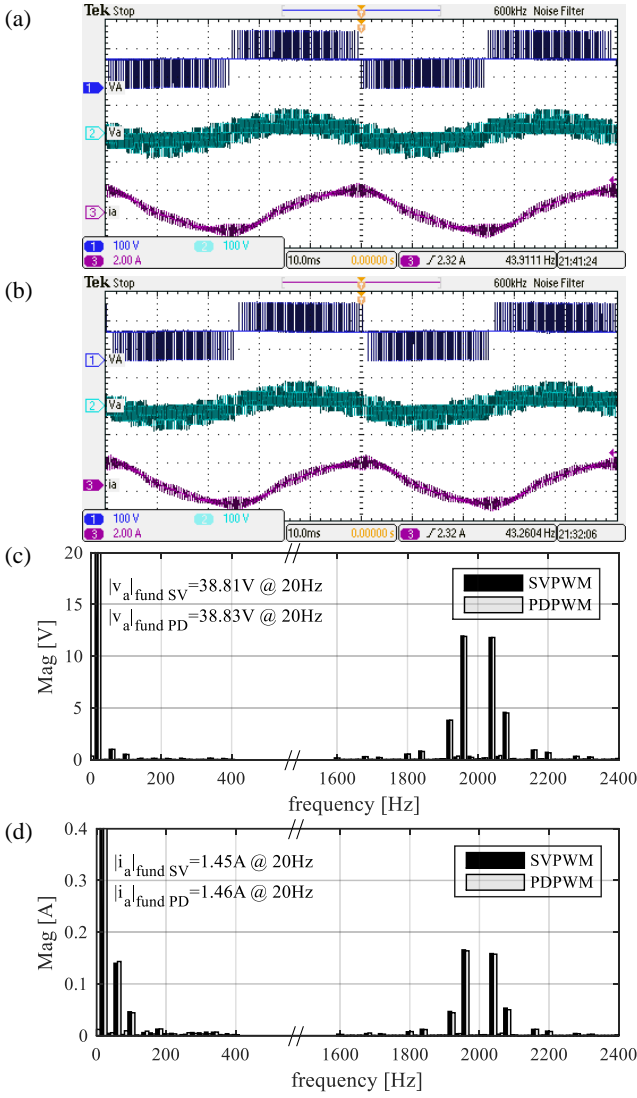 (a)
Tek Stop 600kHz Noise Filter
1 VA
2 Va
3 ia
1 100 V 2 100 V
3 2.00 A 10.0ms 0.00000 s 3 2.32 A 43.9111 Hz 21:41:24
(b)
Tek Stop 600kHz Noise Filter
1 VA
2 Va
3 ia
1 100 V 2 100 V
3 2.00 A 10.0ms 0.00000 s 3 2.32 A 43.2604 Hz 21:32:06
(c)
|va|fund SV=38.81V @ 20Hz
|va|fund PD=38.83V @ 20Hz
SVPWM
PDPWM
Mag [V]
20
15
10
5
0
0 200 400 1600 1800 2000 2200 2400
frequency [Hz]
(d)
|ia|fund SV=1.45A @ 20Hz
|ia|fund PD=1.46A @ 20Hz
SVPWM
PDPWM
Mag [A]
0.4
0.3
0.2
0.1
0
0 200 400 1600 1800 2000 2200 2400
frequency [Hz]